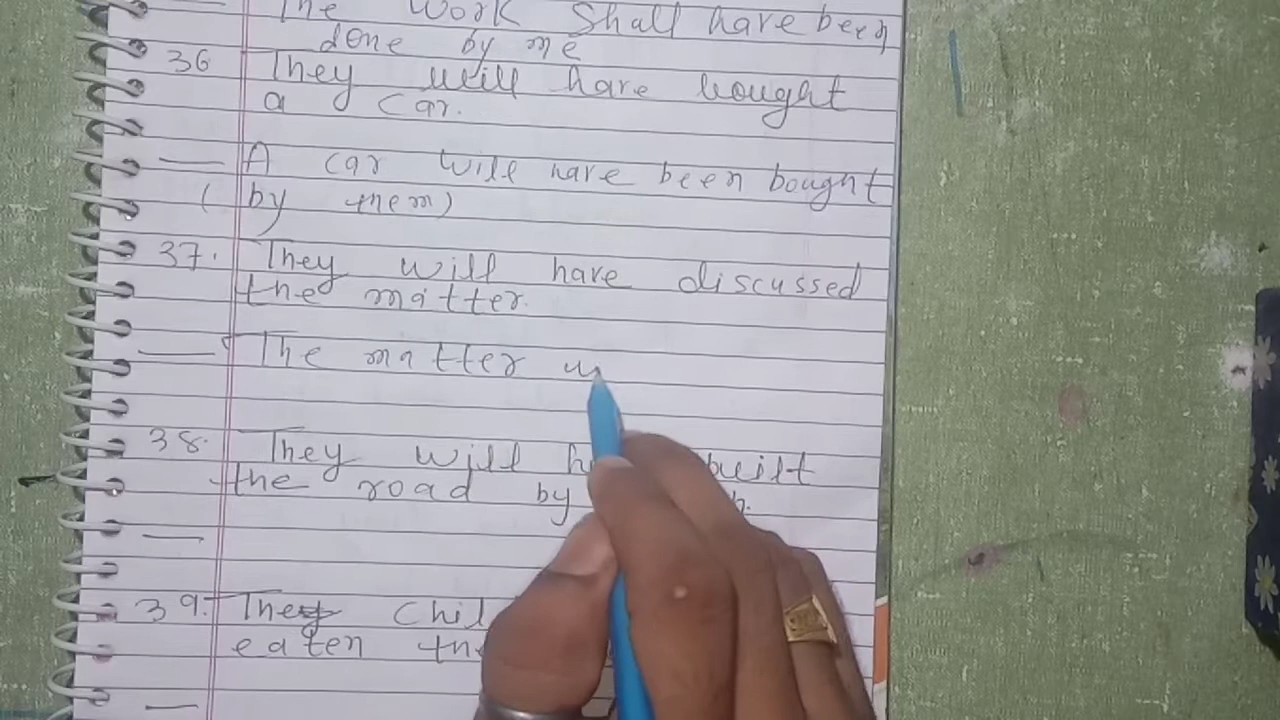 The work Shall have been
done by me
36 They will have bought
a car.
— A car will have been bought
(by them)
37. They will have discussed
the matter.
— The matter w
38. They will built
the road by
—
39. The Chil
eaten the
—